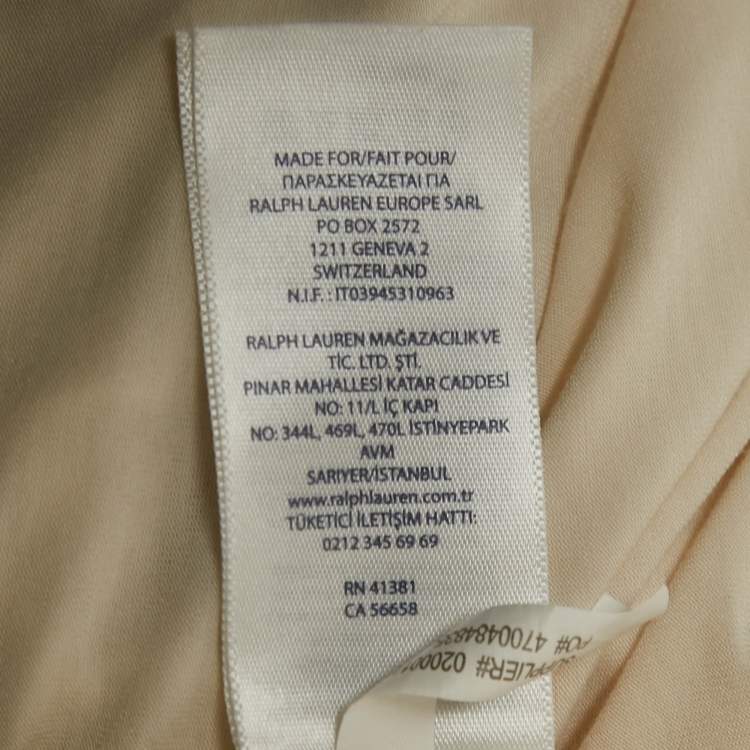 MADE FOR/FAIT POUR/
ΠΑΡΑΣΚΕΥΑΖΕΤΑΙ ΓΙΑ
RALPH LAUREN EUROPE SARL
PO BOX 2572
1211 GENEVA 2
SWITZERLAND
N.I.F. : IT03945310963
RALPH LAUREN MAĞAZACILIK VE
TİC. LTD. ŞTİ.
PINAR MAHALLESİ KATAR CADDESİ
NO: 11/L İÇ KAPI
NO: 344L, 469L, 470L İSTİNYEPARK
AVM
SARIYER/İSTANBUL
www.ralphlauren.com.tr
TÜKETİCİ İLETİŞİM HATTI:
0212 345 69 69
RN 41381
CA 56658
SUPPLIER#
PO#